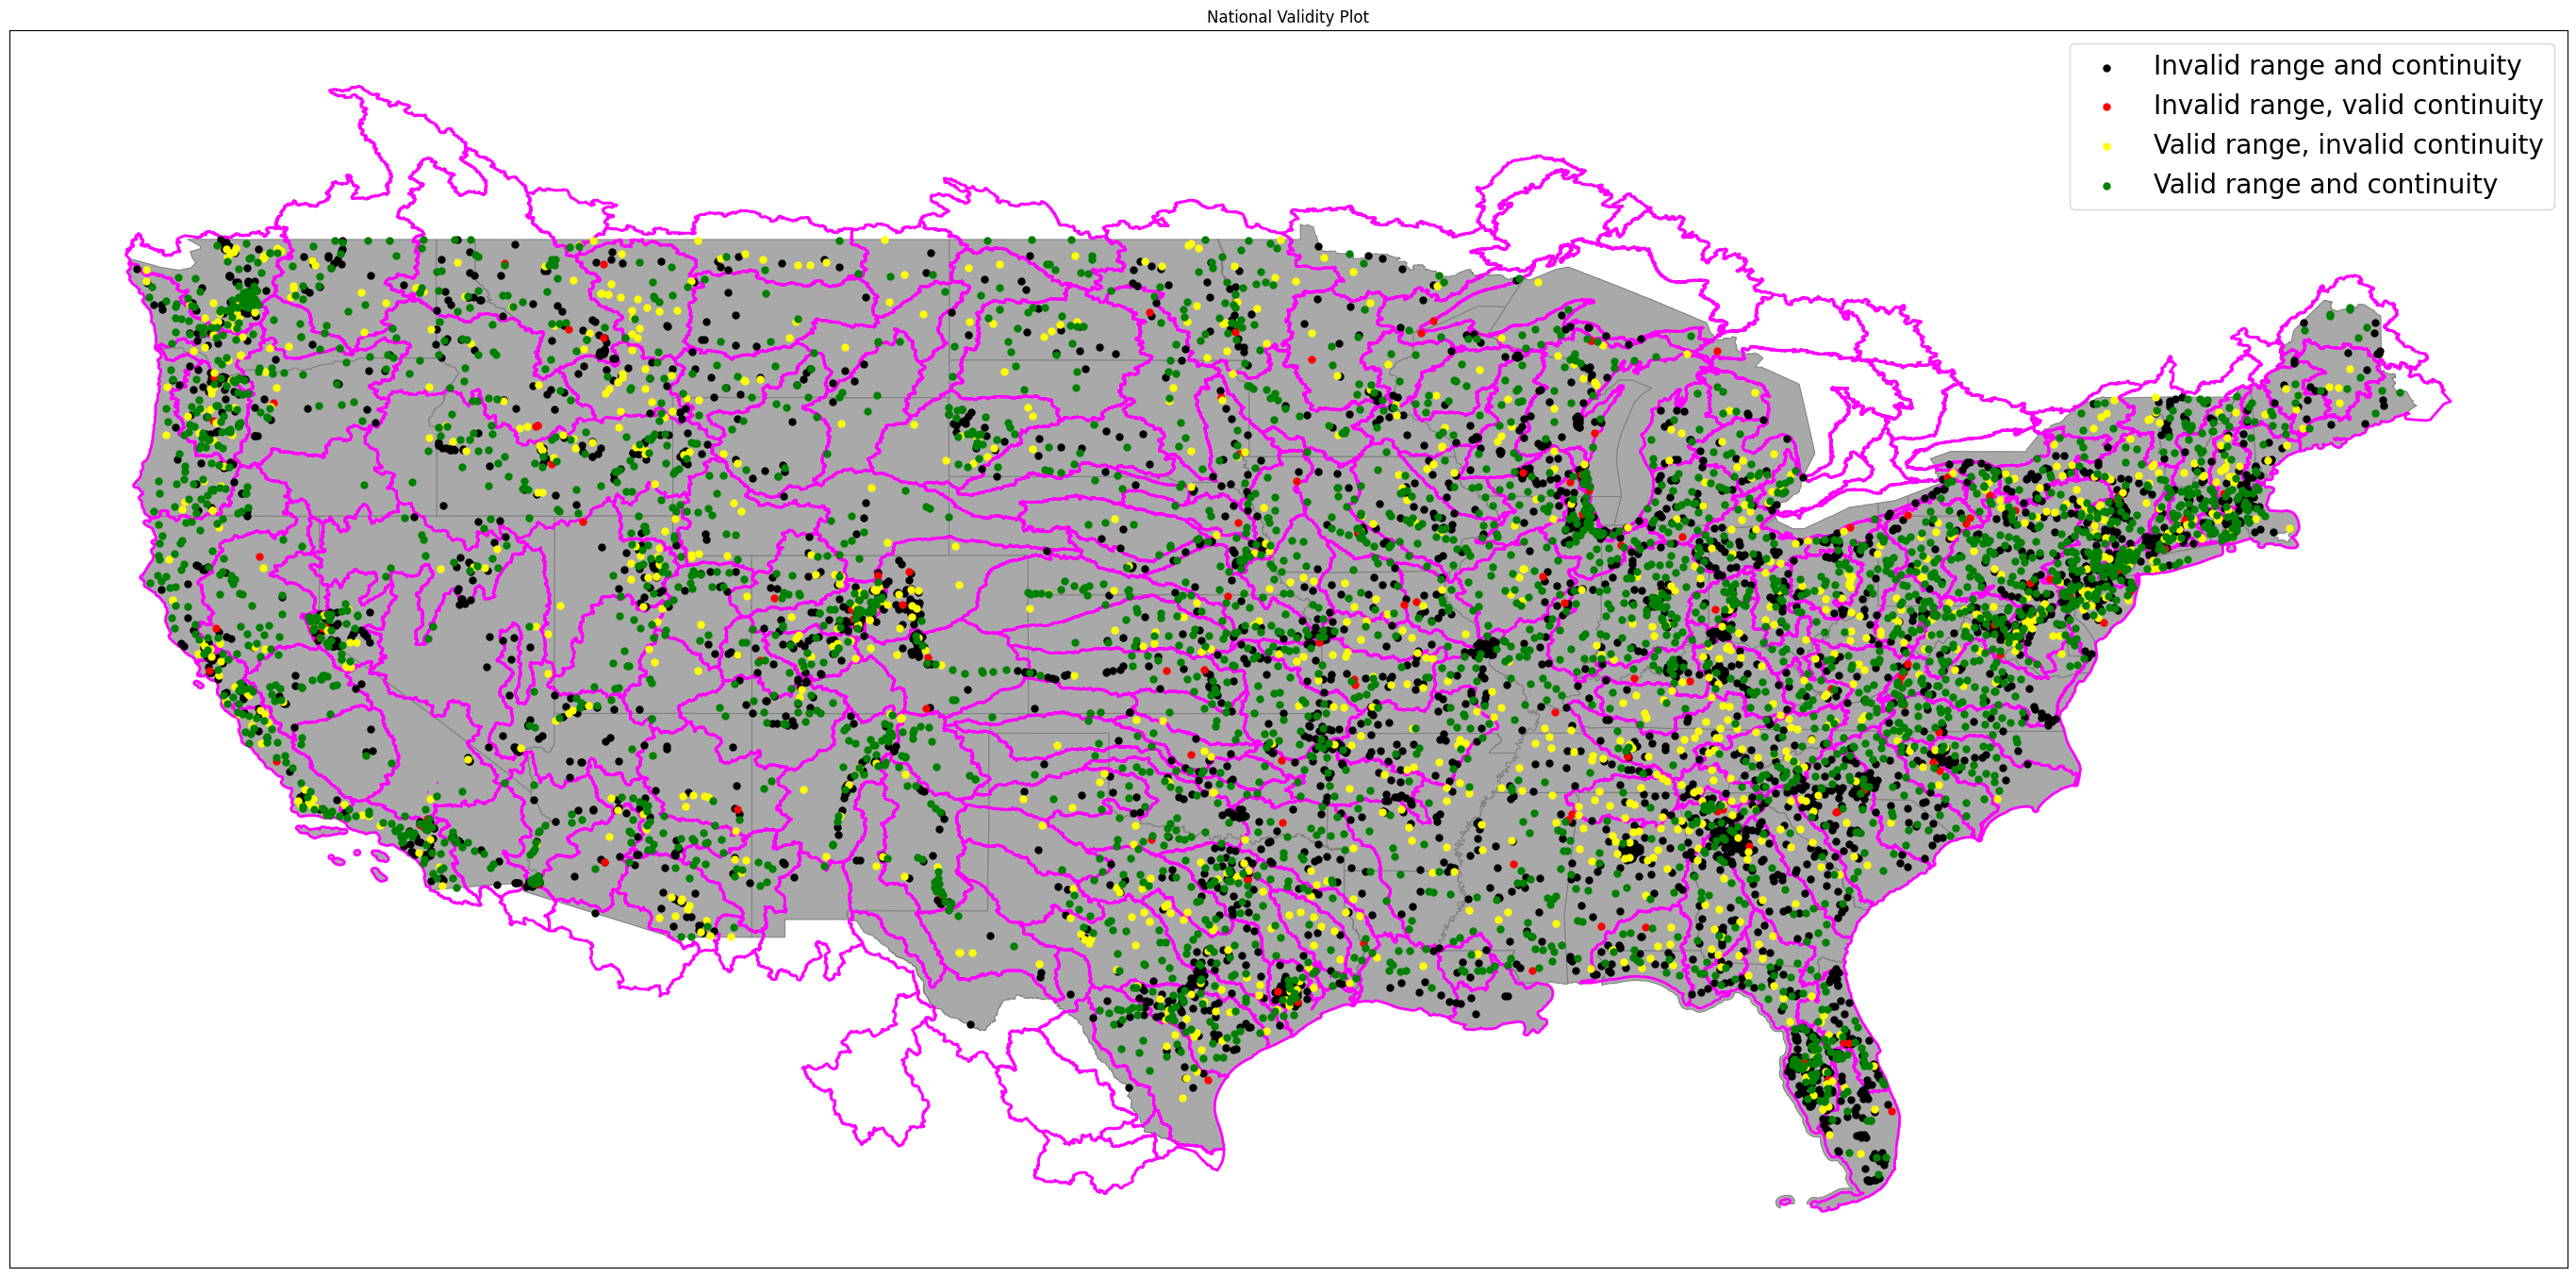 National Validity Plot
Invalid range and continuity
Invalid range, valid continuity
Valid range, invalid continuity
Valid range and continuity